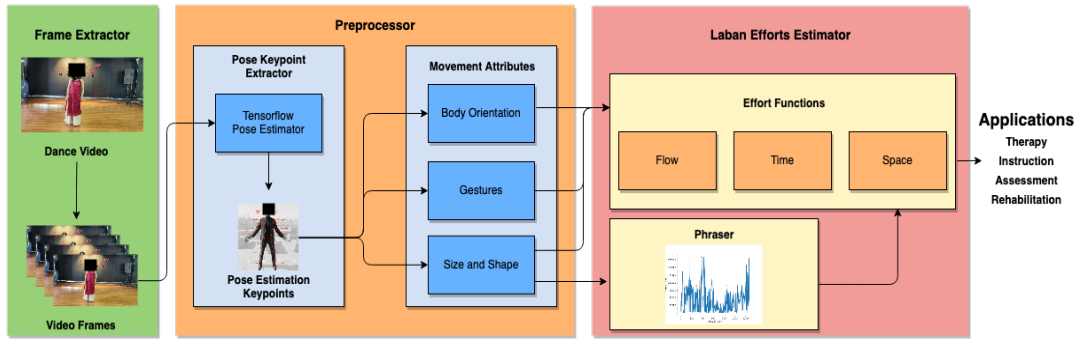 Frame Extractor
Dance Video
Video Frames
Preprocessor
Pose Keypoint
Extractor
Tensorflow
Pose Estimator
Pose Estimation
Keypoints
Movement Attributes
Body Orientation
Gestures
Size and Shape
Laban Efforts Estimator
Effort Functions
Flow
Time
Space
Phraser
Applications
Therapy
Instruction
Assessment
Rehabilitation